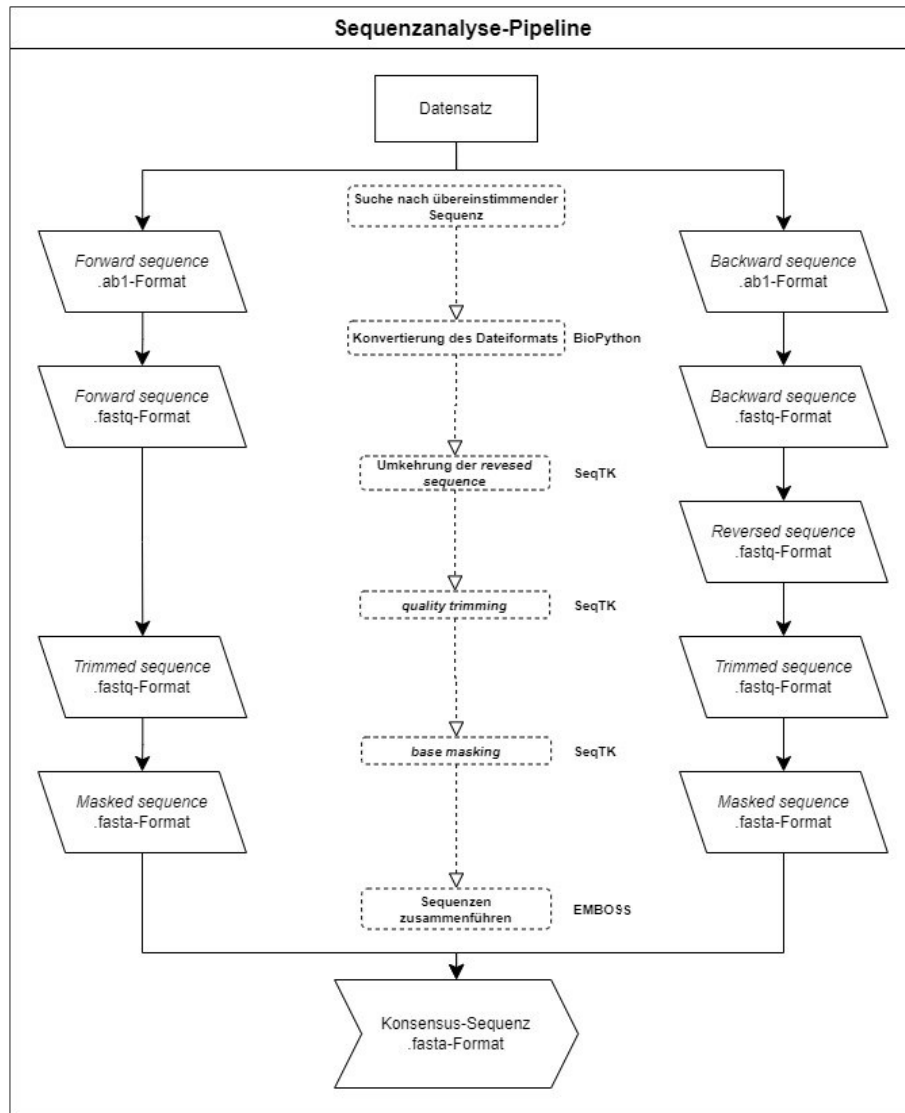 Sequenzanalyse-Pipeline
Datensatz
Suche nach übereinstimmender
Sequenz
Forward sequence
.ab1-Format
Backward sequence
.ab1-Format
Konvertierung des Dateiformats
BioPython
Forward sequence
.fastq-Format
Backward sequence
.fastq-Format
Umkehrung der revesed
sequence
SeqTK
Reversed sequence
.fastq-Format
quality trimming
SeqTK
Trimmed sequence
.fastq-Format
Trimmed sequence
.fastq-Format
base masking
SeqTK
Masked sequence
.fasta-Format
Masked sequence
.fasta-Format
Sequenzen
zusammenführen
EMBOSS
Konsensus-Sequenz
.fasta-Format